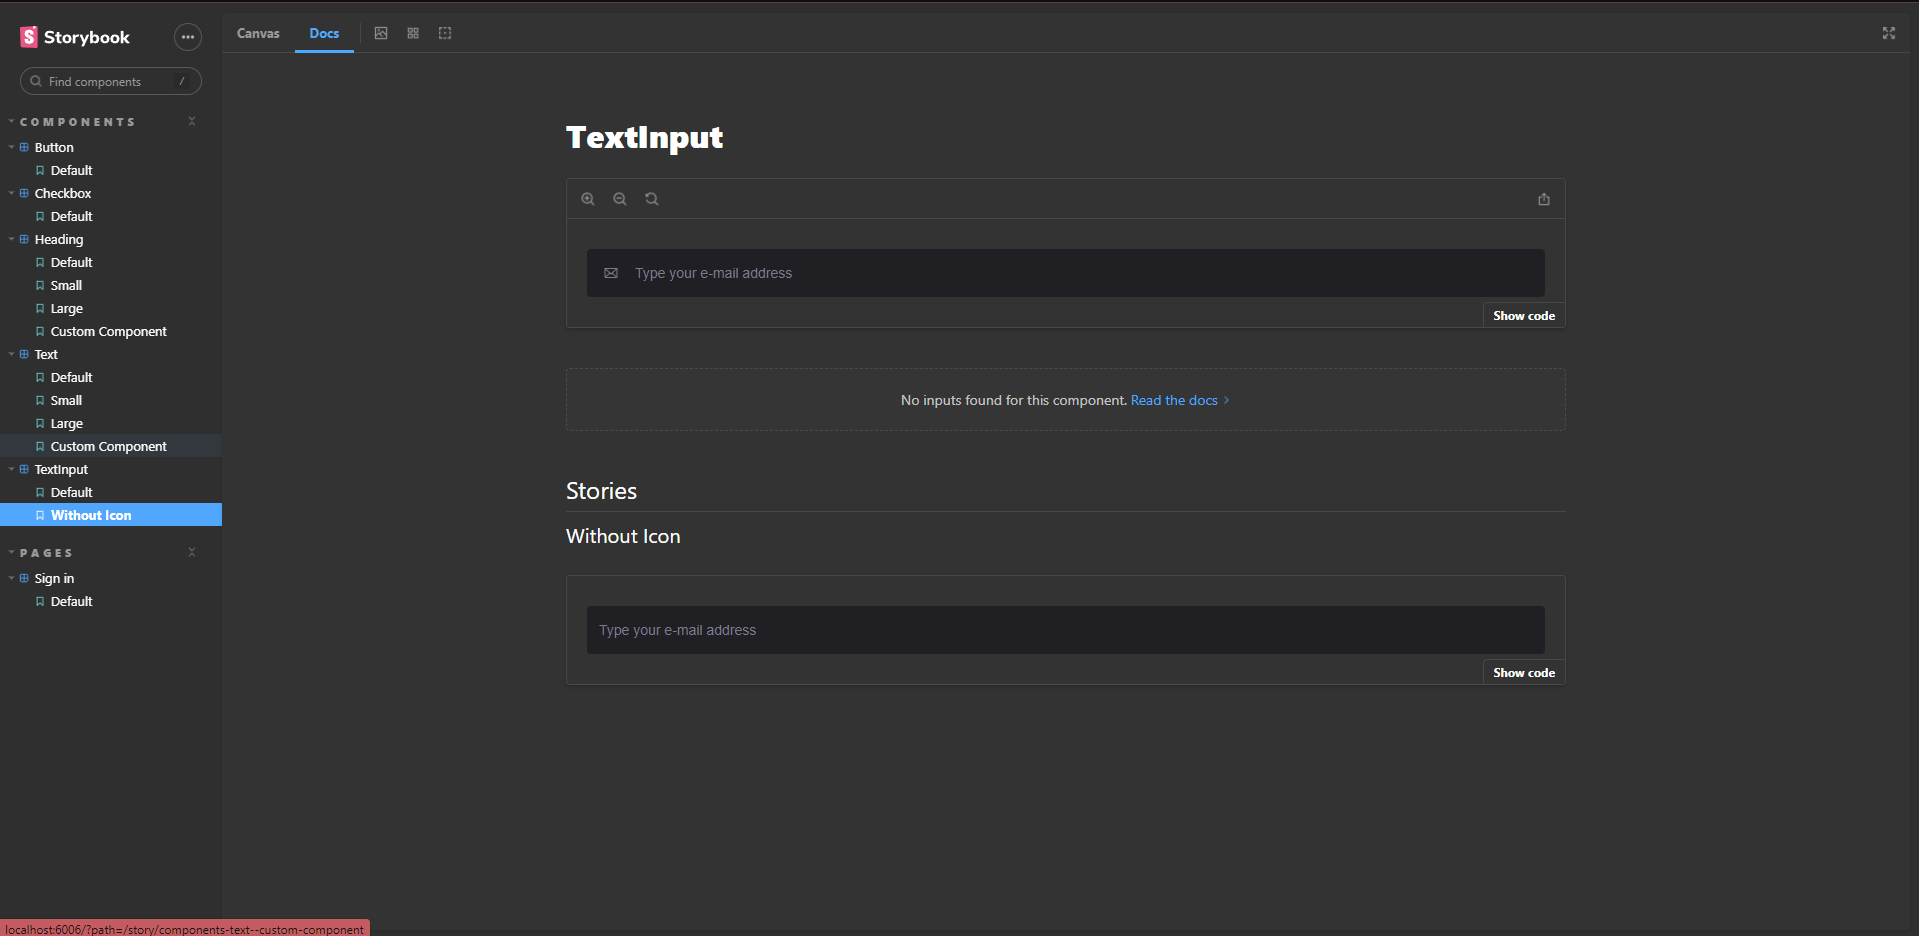 Storybook
Find components /
COMPONENTS
Button
Default
Checkbox
Default
Heading
Default
Small
Large
Custom Component
Text
Default
Small
Large
Custom Component
TextInput
Default
Without Icon
PAGES
Sign in
Default
localhost:6006/?path=/story/components-text--custom-component
Canvas Docs
TextInput
Type your e-mail address
Show code
No inputs found for this component. Read the docs
Stories
Without Icon
Type your e-mail address
Show code